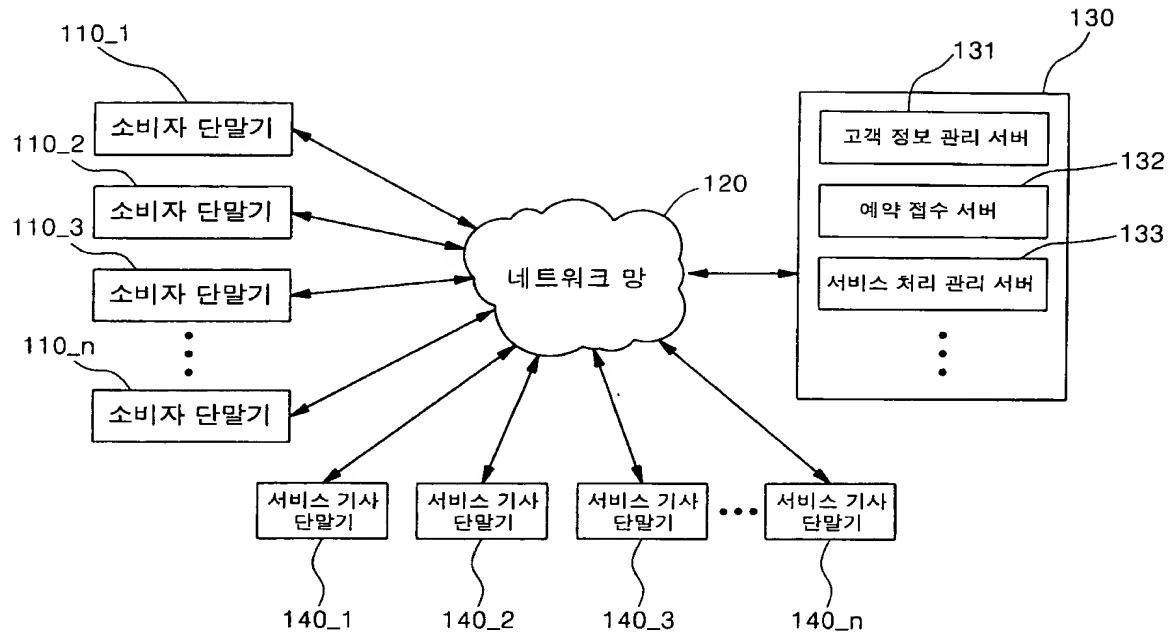 110_1
소비자 단말기
110_2
소비자 단말기
110_3
소비자 단말기
110_n
소비자 단말기
120
네트워크 망
130
131
고객 정보 관리 서버
132
예약 접수 서버
133
서비스 처리 관리 서버
서비스 기사
단말기
서비스 기사
단말기
서비스 기사
단말기
서비스 기사
단말기
140_1
140_2
140_3
140_n